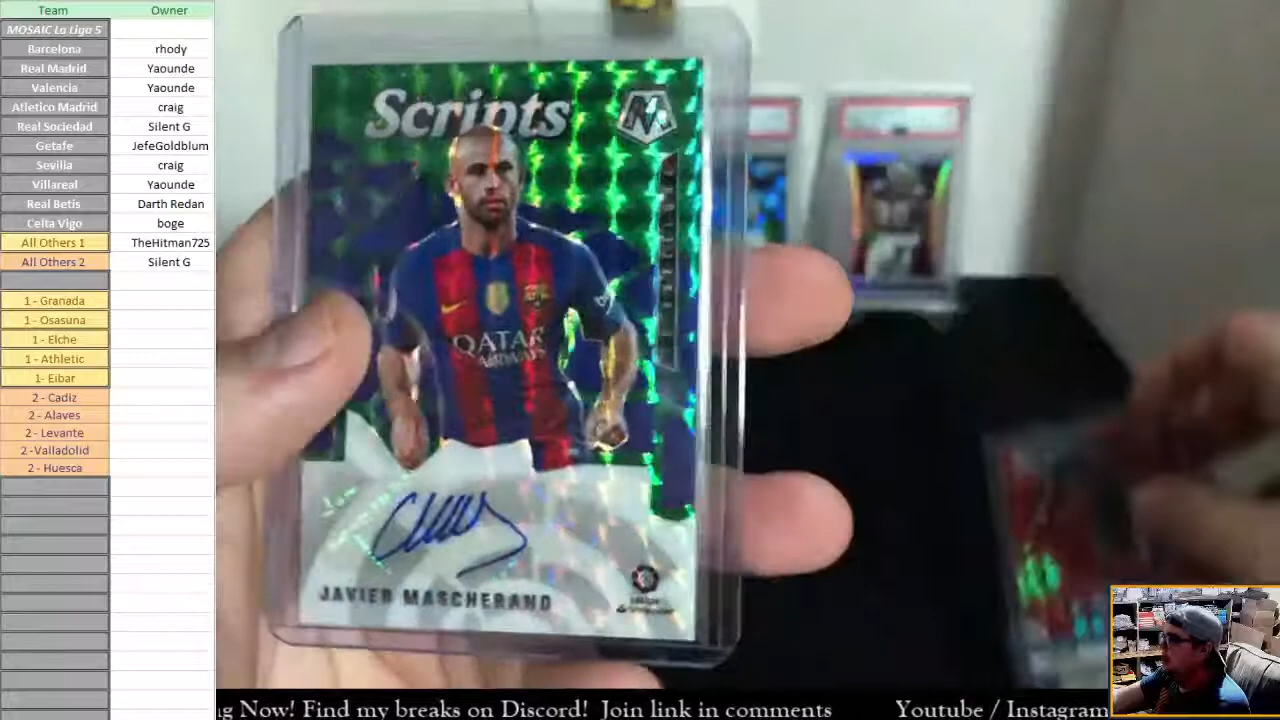 Team Owner
MOSAIC La Liga 5
Barcelona rhody
Real Madrid Yaounde
Valencia Yaounde
Atletico Madrid craig
Real Sociedad Silent G
Getafe JefeGoldblum
Sevilla craig
Villareal Yaounde
Real Betis Darth Redan
Celta Vigo boge
All Others 1 TheHitman725
All Others 2 Silent G
1 - Granada
1 - Osasuna
1 - Elche
1 - Athletic
1- Eibar
2 - Cadiz
2 - Alaves
2 - Levante
2 -Valladolid
2 - Huesca
Scripts
QATAR
AIRWAYS
JAVIER MASCHERANO
g Now! Find my breaks on Discord! Join link in comments Youtube / Instagram